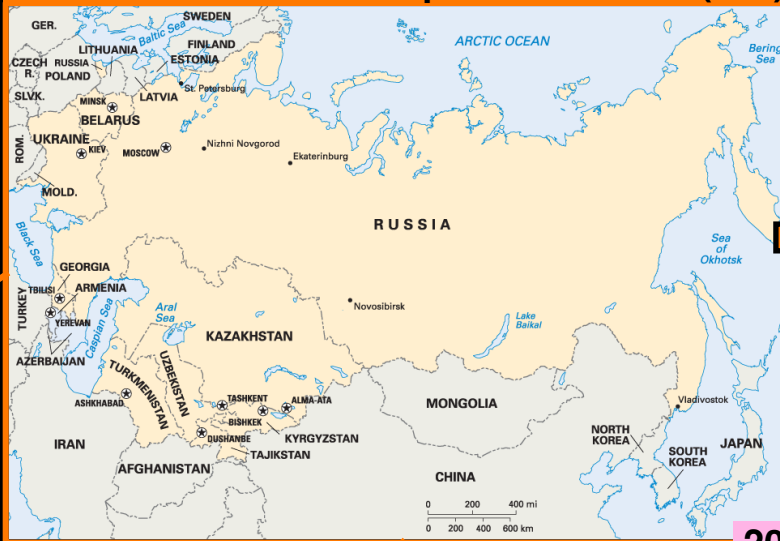 SWEDEN
GER.
Baltic Sea
FINLAND
LITHUANIA
ESTONIA
ARCTIC OCEAN
Bering
Sea
CZECH
R.
RUSSIA
POLAND
LATVIA
St. Petersburg
SLVK.
MINSK
BELARUS
UKRAINE
KIEV
MOSCOW
Nizhni Novgorod
Ekaterinburg
ROM.
MOLD.
RUSSIA
Black Sea
Sea
of
Okhotsk
GEORGIA
TBILISI
ARMENIA
TURKEY
YEREVAN
Caspian Sea
Aral
Sea
Novosibirsk
Lake
Baikal
KAZAKHSTAN
AZERBAIJAN
TURKMENISTAN
UZBEKISTAN
ASHKHABAD
TASHKENT
ALMA-ATA
BISHKEK
DUSHANBE
KYRGYZSTAN
TAJIKSTAN
MONGOLIA
Vladivostok
NORTH
KOREA
SOUTH
KOREA
JAPAN
IRAN
AFGHANISTAN
CHINA
0 200 400 mi
0 200 400 600 km